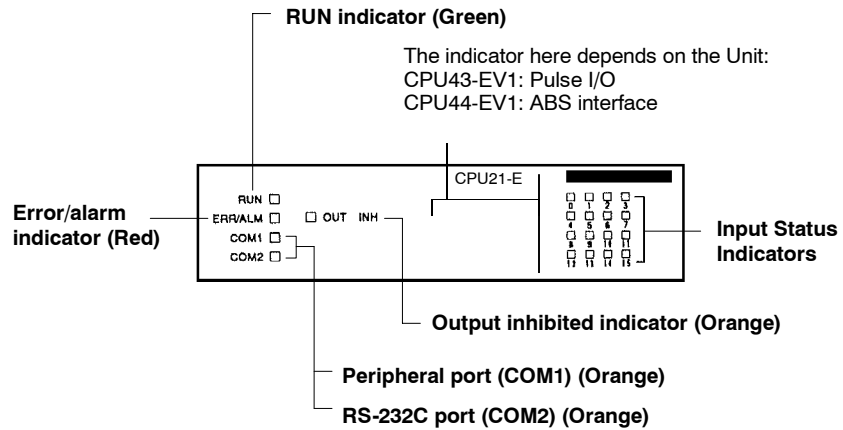 RUN indicator (Green)
The indicator here depends on the Unit:
CPU43-EV1: Pulse I/O
CPU44-EV1: ABS interface
CPU21-E
RUN
ERR/ALM
OUT INH
COM1
COM2
0 1 2 3
4 5 6 7
8 9 10 11
12 13 14 15
Error/alarm
indicator (Red)
Input Status
Indicators
Output inhibited indicator (Orange)
Peripheral port (COM1) (Orange)
RS-232C port (COM2) (Orange)